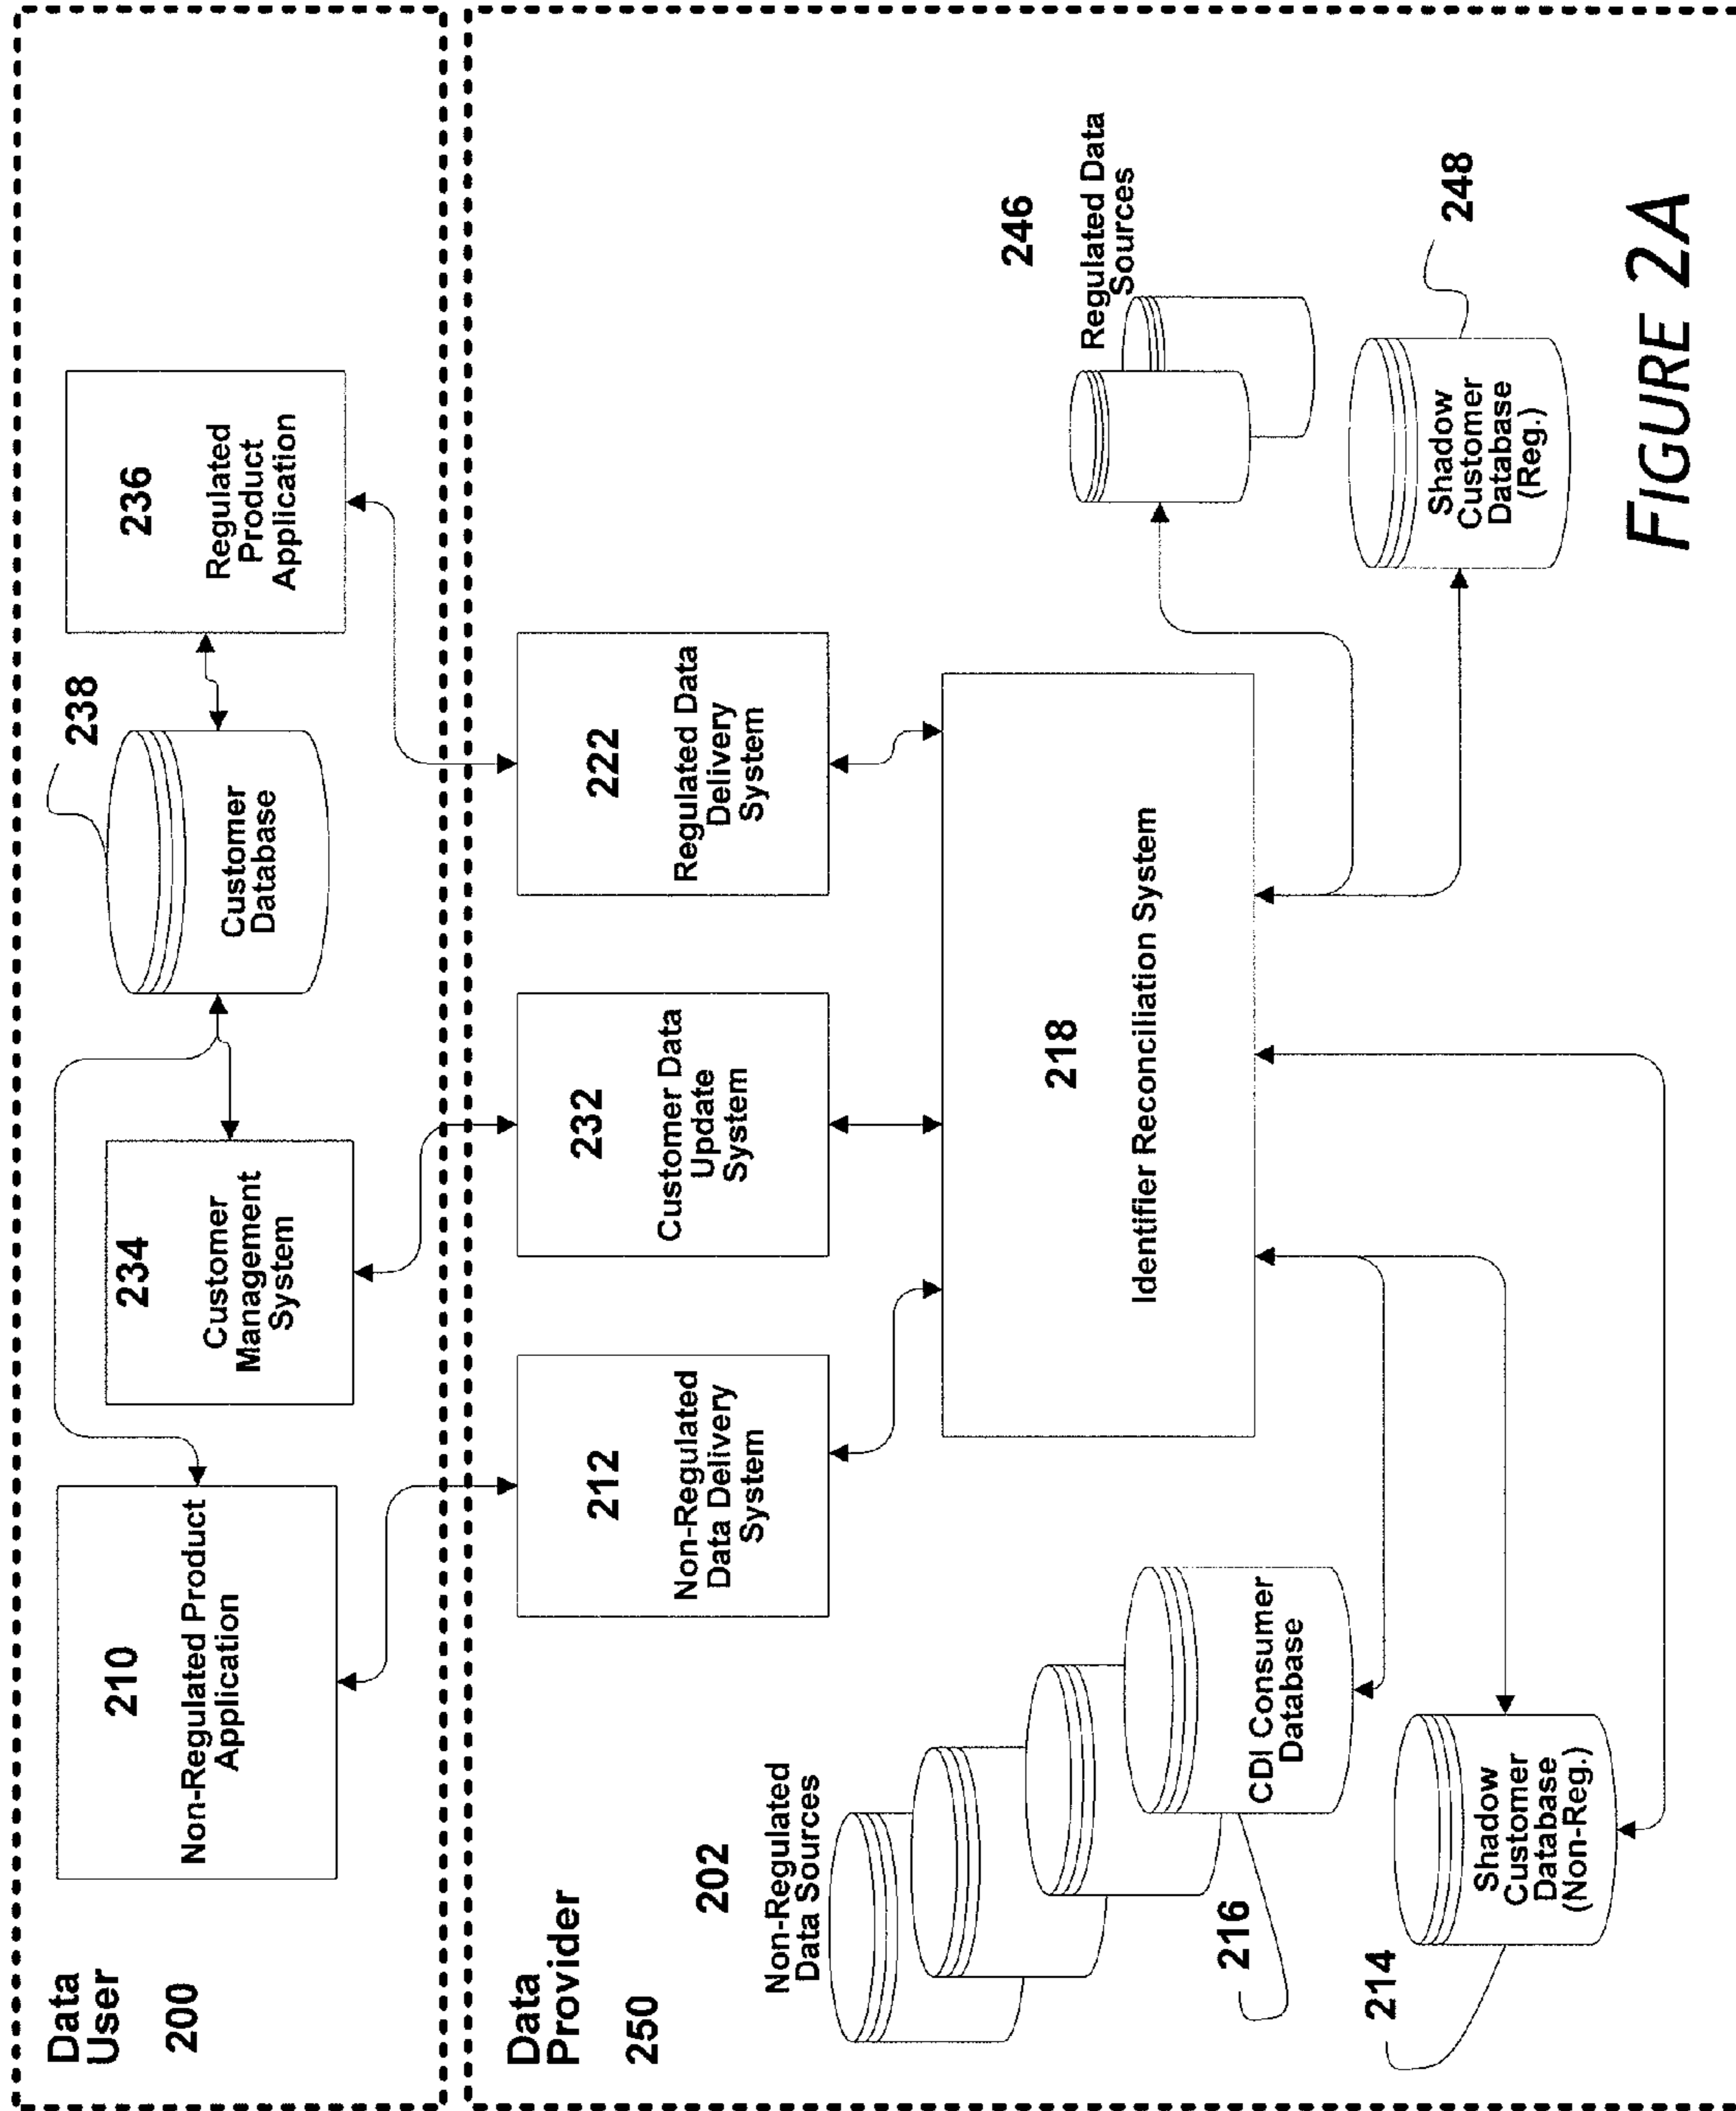 Data
User
200
210
Non-Regulated Product
Application
234
Customer
Management
System
238
Customer
Database
236
Regulated
Product
Application
Data
Provider
250
212
Non-Regulated
Data Delivery
System
232
Customer Data
Update
System
222
Regulated Data
Delivery
System
202
Non-Regulated
Data Sources
218
Identifier Reconciliation System
246
Regulated Data
Sources
216
CDI Consumer
Database
214
Shadow
Customer
Database
(Non-Reg.)
248
Shadow
Customer
Database
(Reg.)
FIGURE 2A